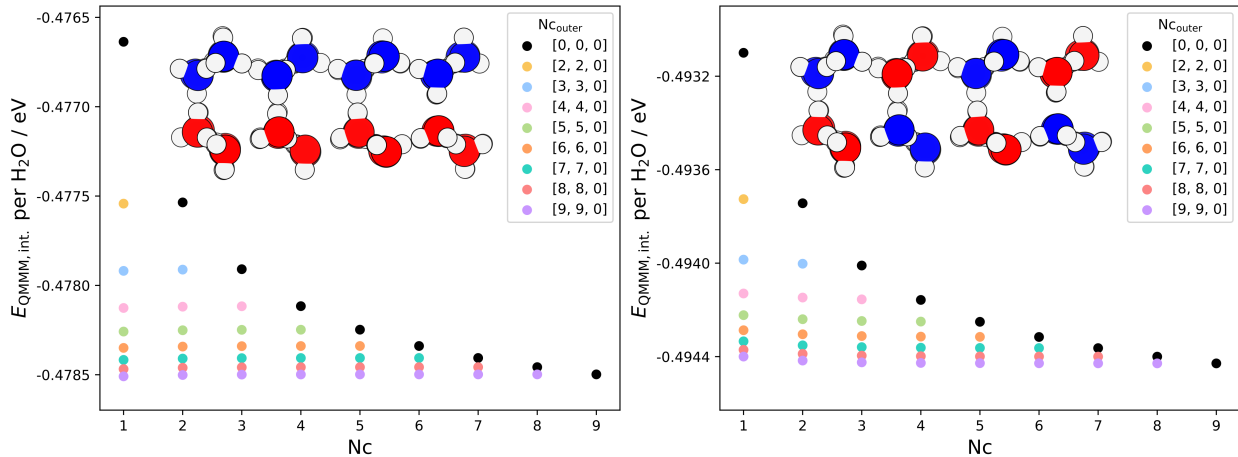 -0.4765
-0.4770
-0.4775
-0.4780
-0.4785
E_QMMM, int. per H₂O / eV
1 2 3 4 5 6 7 8 9
Nc
Nc_outer
[0, 0, 0]
[2, 2, 0]
[3, 3, 0]
[4, 4, 0]
[5, 5, 0]
[6, 6, 0]
[7, 7, 0]
[8, 8, 0]
[9, 9, 0]
-0.4932
-0.4936
-0.4940
-0.4944
E_QMMM, int. per H₂O / eV
1 2 3 4 5 6 7 8 9
Nc
Nc_outer
[0, 0, 0]
[2, 2, 0]
[3, 3, 0]
[4, 4, 0]
[5, 5, 0]
[6, 6, 0]
[7, 7, 0]
[8, 8, 0]
[9, 9, 0]